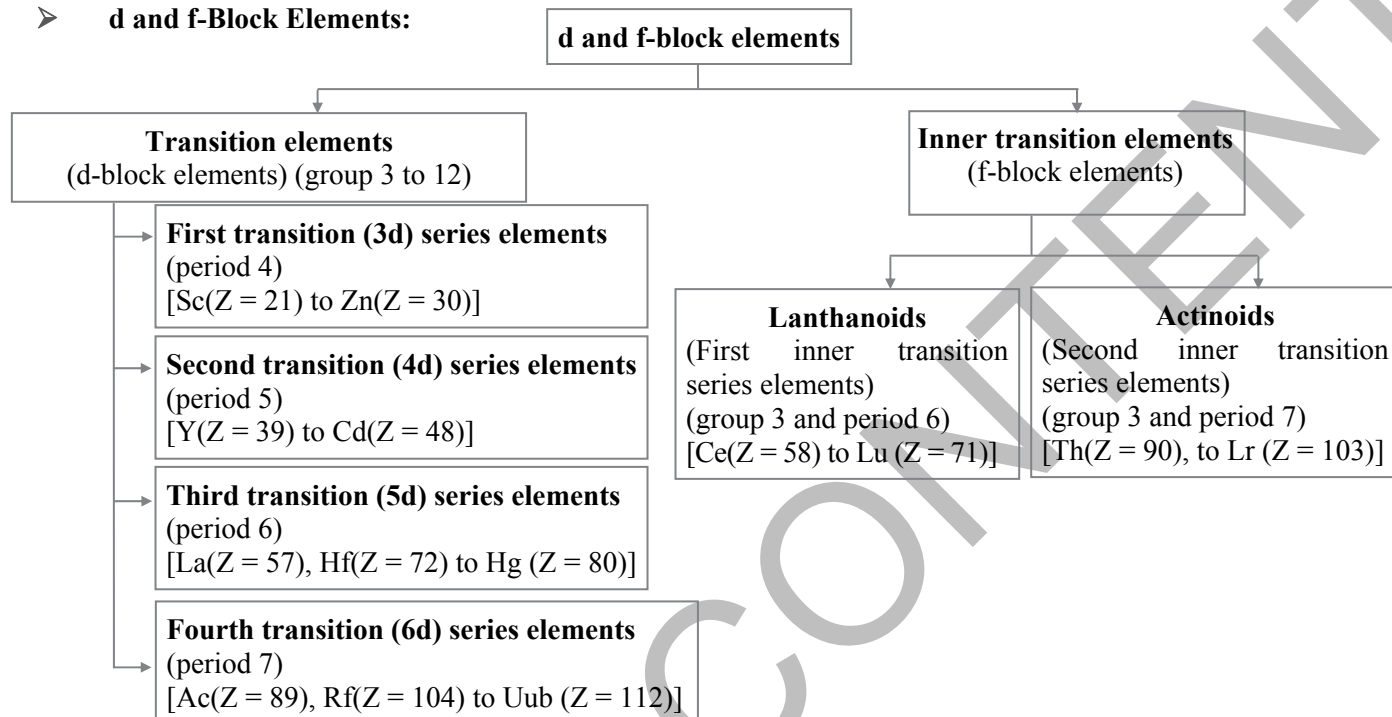 ➢ d and f-Block Elements:
d and f-block elements
Transition elements
(d-block elements) (group 3 to 12)
First transition (3d) series elements
(period 4)
[Sc(Z = 21) to Zn(Z = 30)]
Second transition (4d) series elements
(period 5)
[Y(Z = 39) to Cd(Z = 48)]
Third transition (5d) series elements
(period 6)
[La(Z = 57), Hf(Z = 72) to Hg (Z = 80)]
Fourth transition (6d) series elements
(period 7)
[Ac(Z = 89), Rf(Z = 104) to Uub (Z = 112)]
Inner transition elements
(f-block elements)
Lanthanoids
(First inner transition
series elements)
(group 3 and period 6)
[Ce(Z = 58) to Lu (Z = 71)]
Actinoids
(Second inner transition
series elements)
(group 3 and period 7)
[Th(Z = 90), to Lr (Z = 103)]
CONTENT